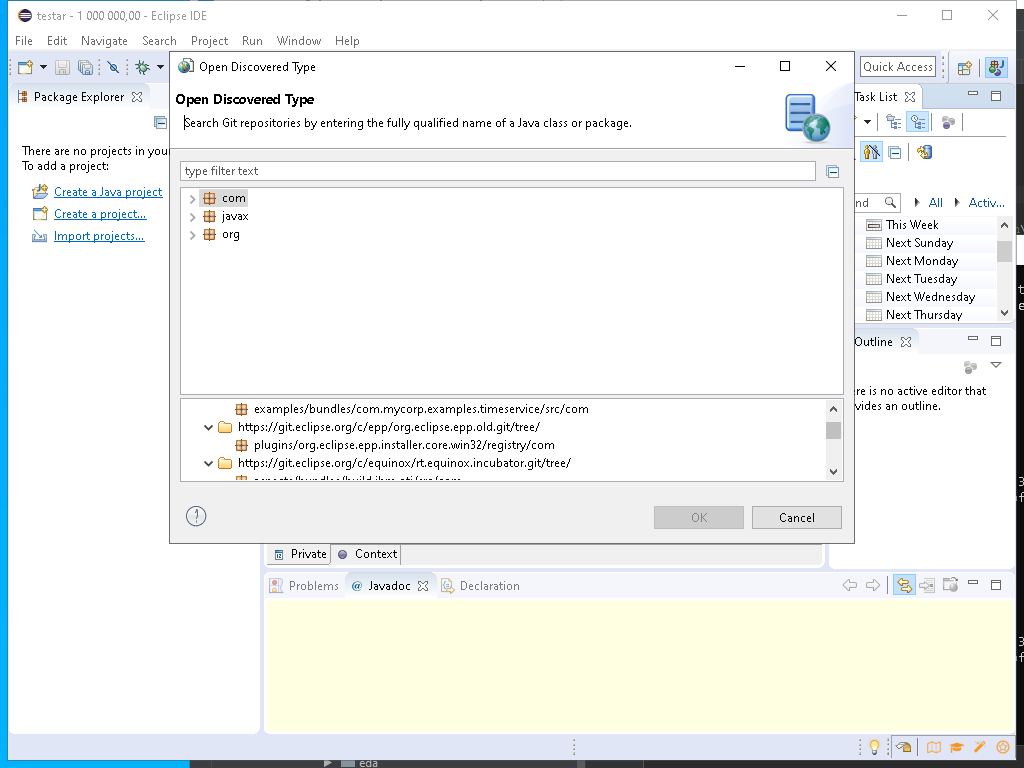 testar - 1 000 000,00 - Eclipse IDE
File Edit Navigate Search Project Run Window Help
Quick Access
Package Explorer
There are no projects in your
To add a project:
Create a Java project
Create a project...
Import projects...
Open Discovered Type
Open Discovered Type
Search Git repositories by entering the fully qualified name of a Java class or package.
type filter text
com
javax
org
examples/bundles/com.mycorp.examples.timeservice/src/com
https://git.eclipse.org/c/epp/org.eclipse.epp.old.git/tree/
plugins/org.eclipse.epp.installer.core.win32/registry/com
https://git.eclipse.org/c/equinox/rt.equinox.incubator.git/tree/
OK
Cancel
Task List
nd
All
Activ...
This Week
Next Sunday
Next Monday
Next Tuesday
Next Wednesday
Next Thursday
Outline
re is no active editor that
vides an outline.
Private
Context
Problems
@ Javadoc
Declaration
eda